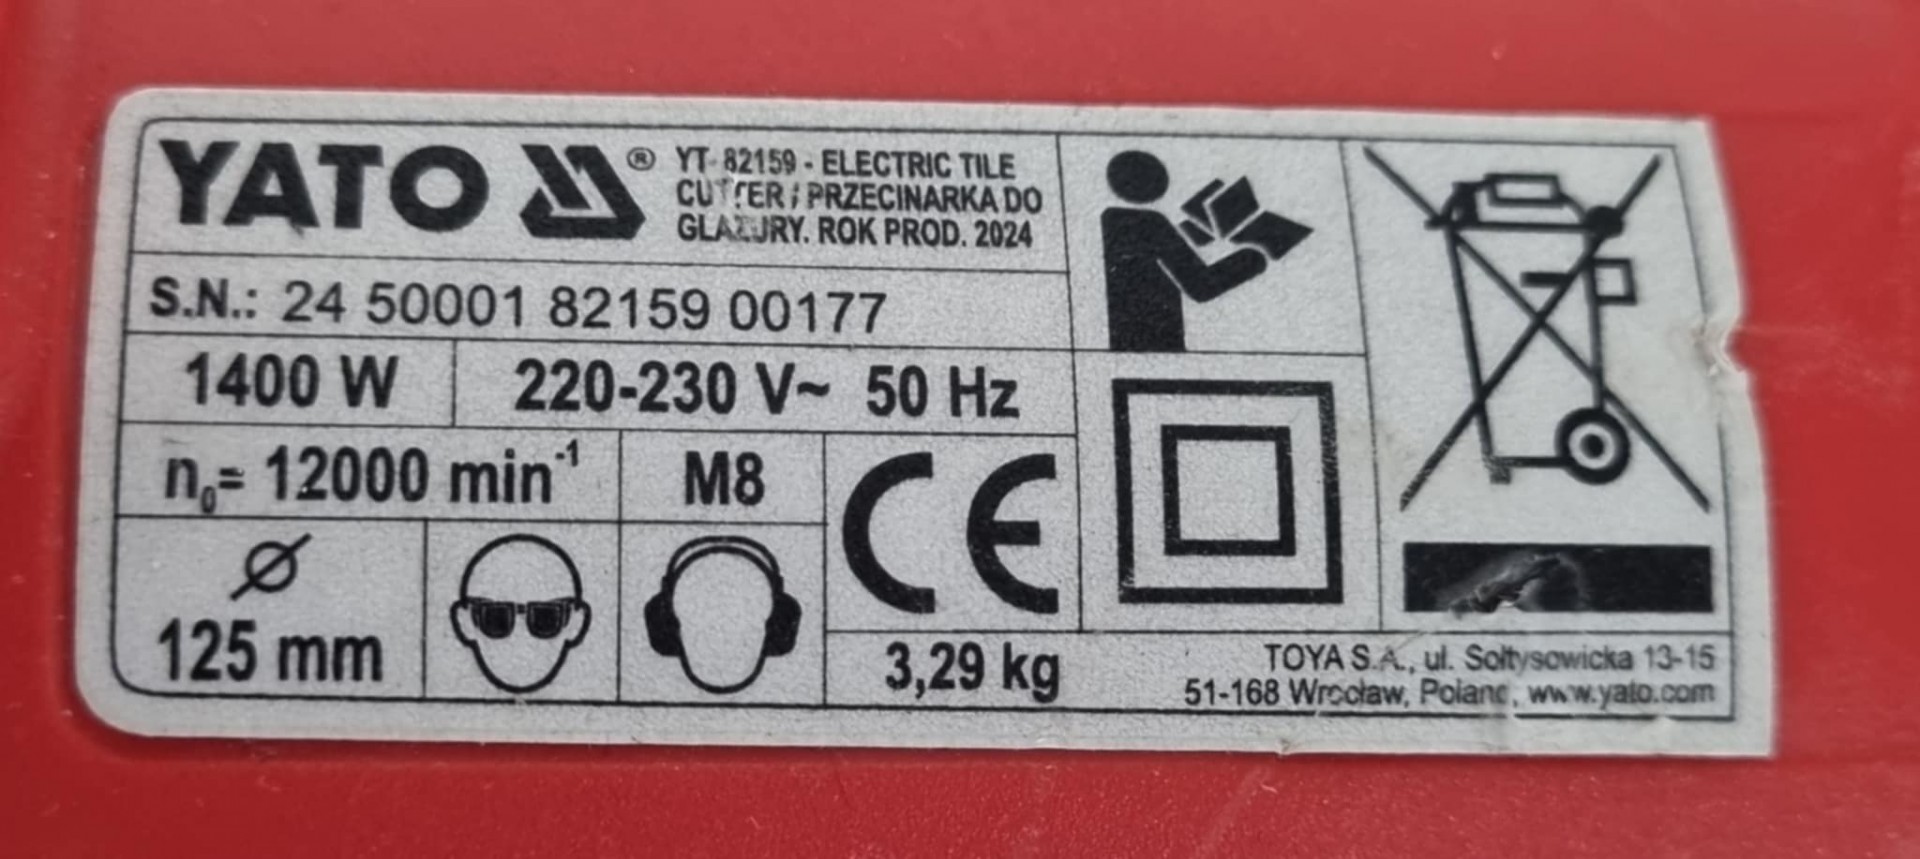 YATO ® YT-82159 - ELECTRIC TILE
CUTTER / PRZECINARKA DO
GLAZURY. ROK PROD. 2024
S.N.: 24 50001 82159 00177
1400 W 220-230 V~ 50 Hz
n₀= 12000 min⁻¹ M8
CE
Ø
125 mm
3,29 kg
TOYA S.A., ul. Sołtysowicka 13-15
51-168 Wrocław, Poland, www.yato.com